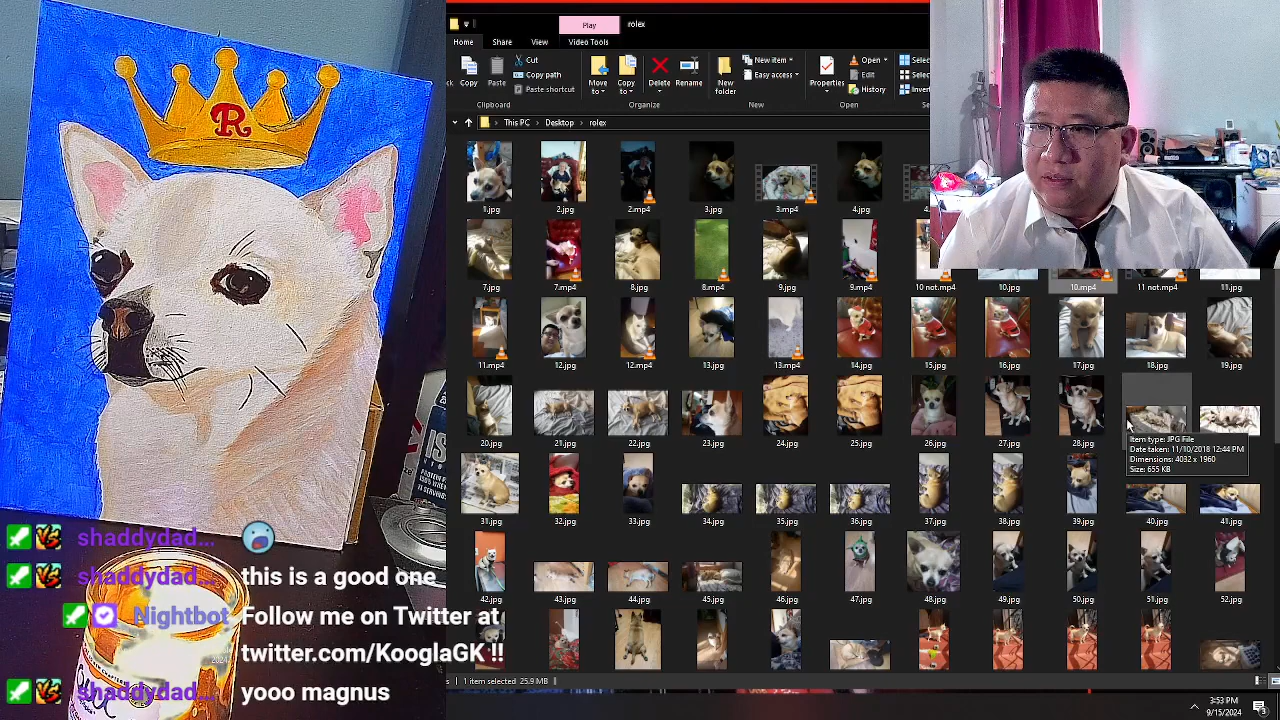 Play
rolex
Home
Share
View
Video Tools
Copy
Paste
Cut
Copy path
Paste shortcut
Move to
Copy to
Delete
Rename
New folder
New item
Easy access
Properties
Open
Edit
History
Clipboard
Organize
New
Open
This PC > Desktop > rolex
1.jpg
2.jpg
2.mp4
3.jpg
3.mp4
4.jpg
7.jpg
7.mp4
8.jpg
8.mp4
9.jpg
9.mp4
10 not.mp4
10.jpg
10.mp4
11 not.mp4
11.jpg
11.mp4
12.jpg
12.mp4
13.jpg
13.mp4
14.jpg
15.jpg
16.jpg
17.jpg
18.jpg
19.jpg
20.jpg
21.jpg
22.jpg
23.jpg
24.jpg
25.jpg
26.jpg
27.jpg
28.jpg
Item type: JPG File
Date taken: 11/10/2018 12:44 PM
Dimensions: 4032 x 1960
Size: 655 KB
31.jpg
32.jpg
33.jpg
34.jpg
35.jpg
36.jpg
37.jpg
38.jpg
39.jpg
40.jpg
41.jpg
42.jpg
43.jpg
44.jpg
45.jpg
46.jpg
47.jpg
48.jpg
49.jpg
50.jpg
51.jpg
52.jpg
1 item selected 25.9 MB
3:53 PM
9/15/2024
R
shaddydad...
shaddydad... this is a good one
Nightbot Follow me on Twitter at
twitter.com/KooglaGK !!
shaddydad... yooo magnus